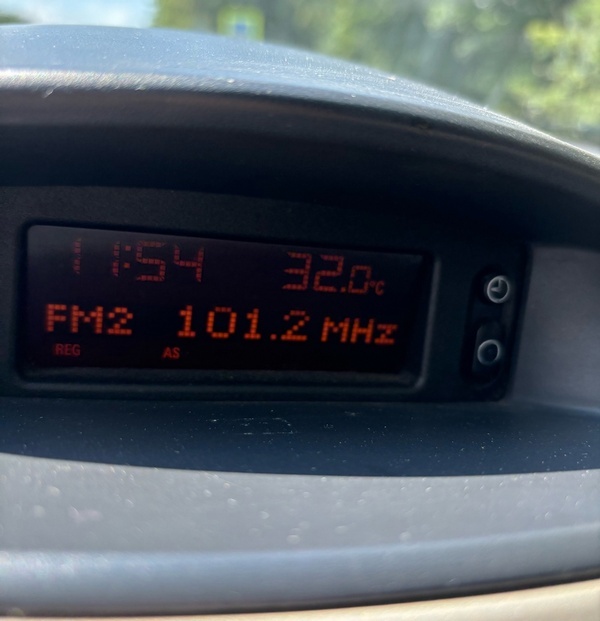 11:54 32.0°C
FM2 101.2 MHz
REG AS